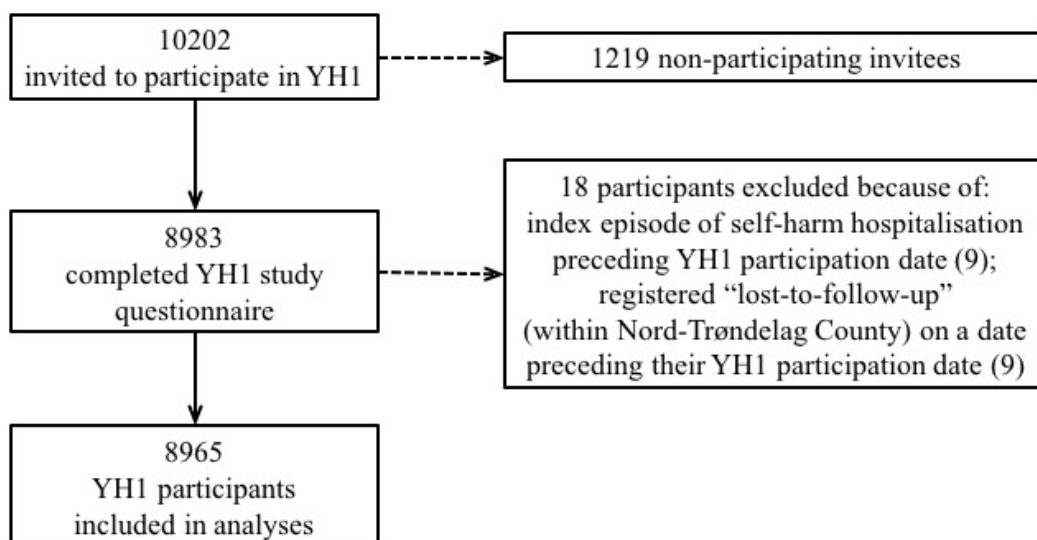 10202
invited to participate in YH1
1219 non-participating invitees
18 participants excluded because of:
index episode of self-harm hospitalisation
preceding YH1 participation date (9);
registered “lost-to-follow-up”
(within Nord-Trøndelag County) on a date
preceding their YH1 participation date (9)
8983
completed YH1 study
questionnaire
8965
YH1 participants
included in analyses